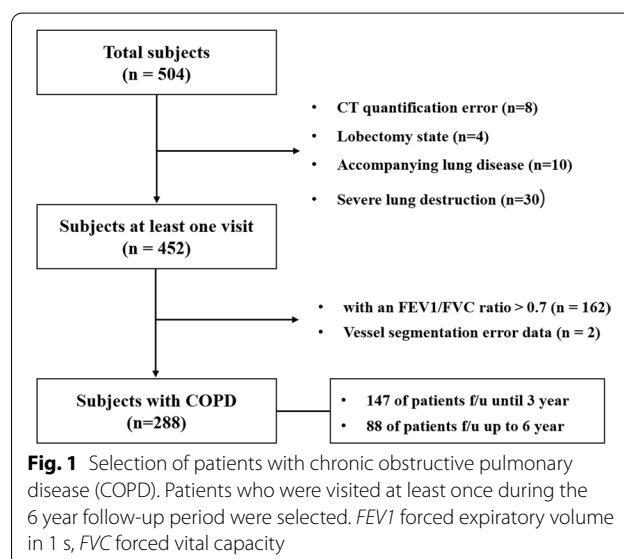 Total subjects
(n = 504)
• CT quantification error (n=8)
• Lobectomy state (n=4)
• Accompanying lung disease (n=10)
• Severe lung destruction (n=30)
Subjects at least one visit
(n = 452)
• with an FEV1/FVC ratio > 0.7 (n = 162)
• Vessel segmentation error data (n = 2)
Subjects with COPD
(n=288)
• 147 of patients f/u until 3 year
• 88 of patients f/u up to 6 year
Fig. 1 Selection of patients with chronic obstructive pulmonary
disease (COPD). Patients who were visited at least once during the
6 year follow-up period were selected. FEV1 forced expiratory volume
in 1 s, FVC forced vital capacity